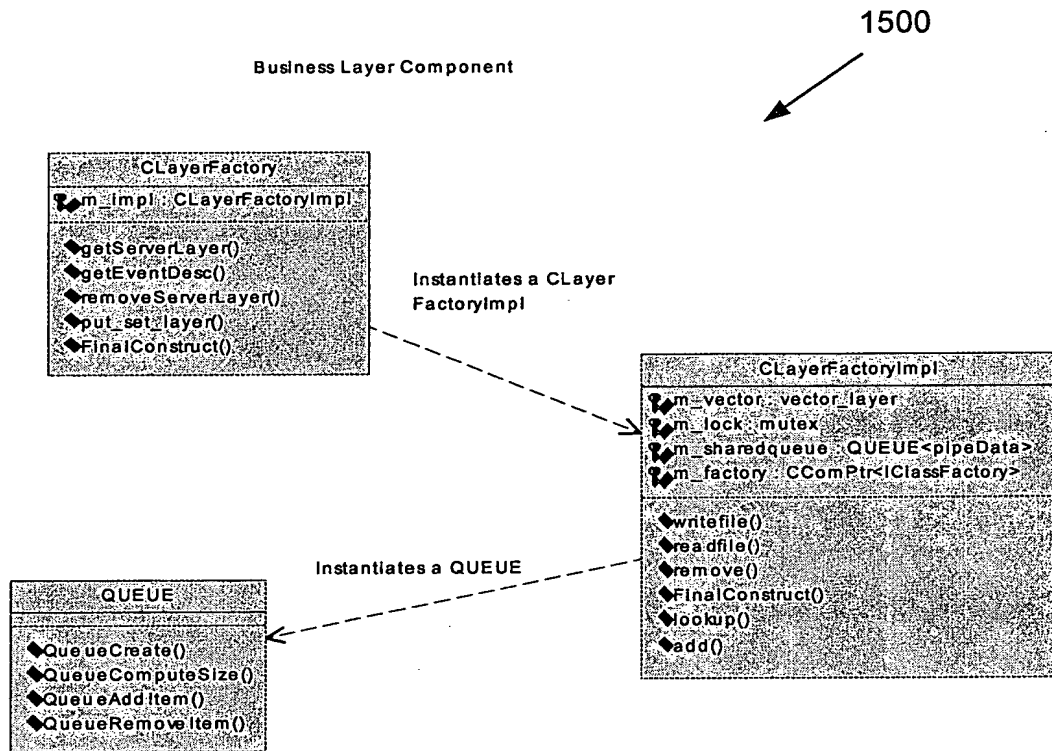 1500
Business Layer Component
CLayerFactory
m_impl : CLayerFactoryImpl
getServerLayer()
getEventDesc()
removeServerLayer()
put_set_layer()
FinalConstruct()
Instantiates a CLayer
FactoryImpl
CLayerFactoryImpl
m_vector : vector_layer
m_lock : mutex
m_sharedqueue : QUEUE<pipeData>
m_factory : CComPtr<IClassFactory>
writefile()
readfile()
remove()
FinalConstruct()
lookup()
add()
Instantiates a QUEUE
QUEUE
QueueCreate()
QueueComputeSize()
QueueAddItem()
QueueRemoveItem()